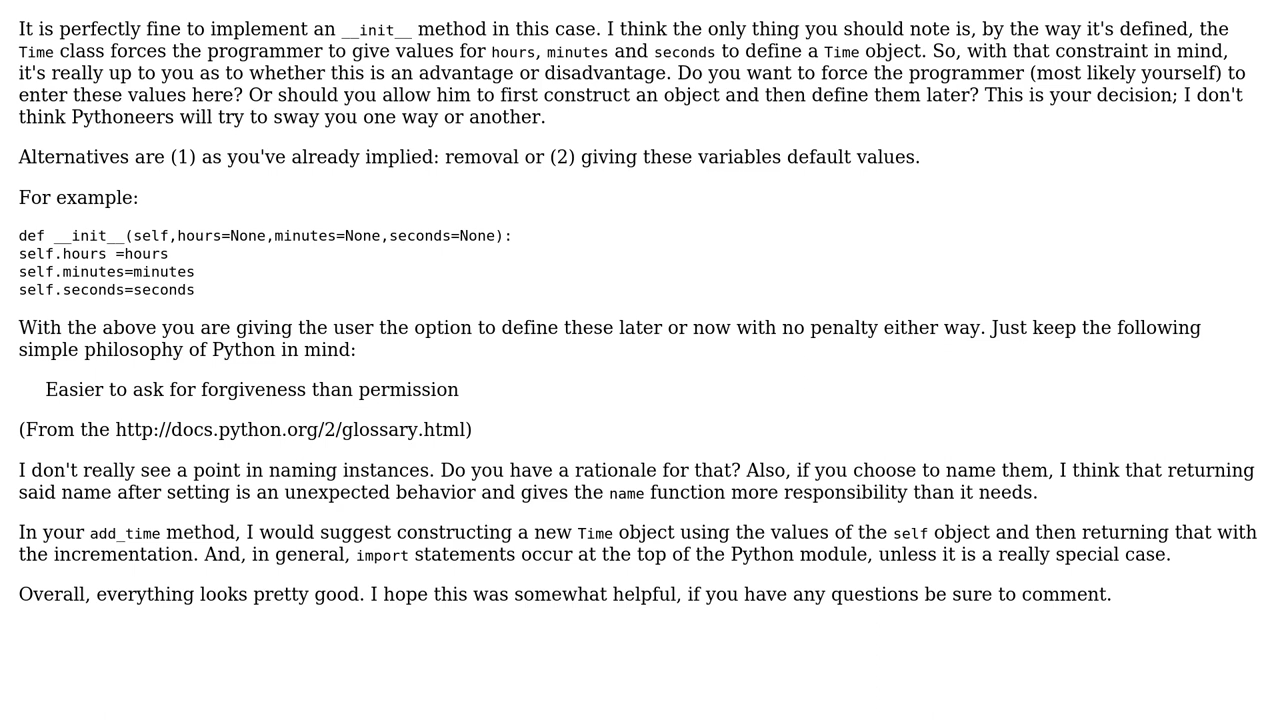 It is perfectly fine to implement an __init__ method in this case. I think the only thing you should note is, by the way it's defined, the
Time class forces the programmer to give values for hours, minutes and seconds to define a Time object. So, with that constraint in mind,
it's really up to you as to whether this is an advantage or disadvantage. Do you want to force the programmer (most likely yourself) to
enter these values here? Or should you allow him to first construct an object and then define them later? This is your decision; I don't
think Pythoneers will try to sway you one way or another.
Alternatives are (1) as you've already implied: removal or (2) giving these variables default values.
For example:
def __init__(self,hours=None,minutes=None,seconds=None):
self.hours =hours
self.minutes=minutes
self.seconds=seconds
With the above you are giving the user the option to define these later or now with no penalty either way. Just keep the following
simple philosophy of Python in mind:
Easier to ask for forgiveness than permission
(From the http://docs.python.org/2/glossary.html)
I don't really see a point in naming instances. Do you have a rationale for that? Also, if you choose to name them, I think that returning
said name after setting is an unexpected behavior and gives the name function more responsibility than it needs.
In your add_time method, I would suggest constructing a new Time object using the values of the self object and then returning that with
the incrementation. And, in general, import statements occur at the top of the Python module, unless it is a really special case.
Overall, everything looks pretty good. I hope this was somewhat helpful, if you have any questions be sure to comment.